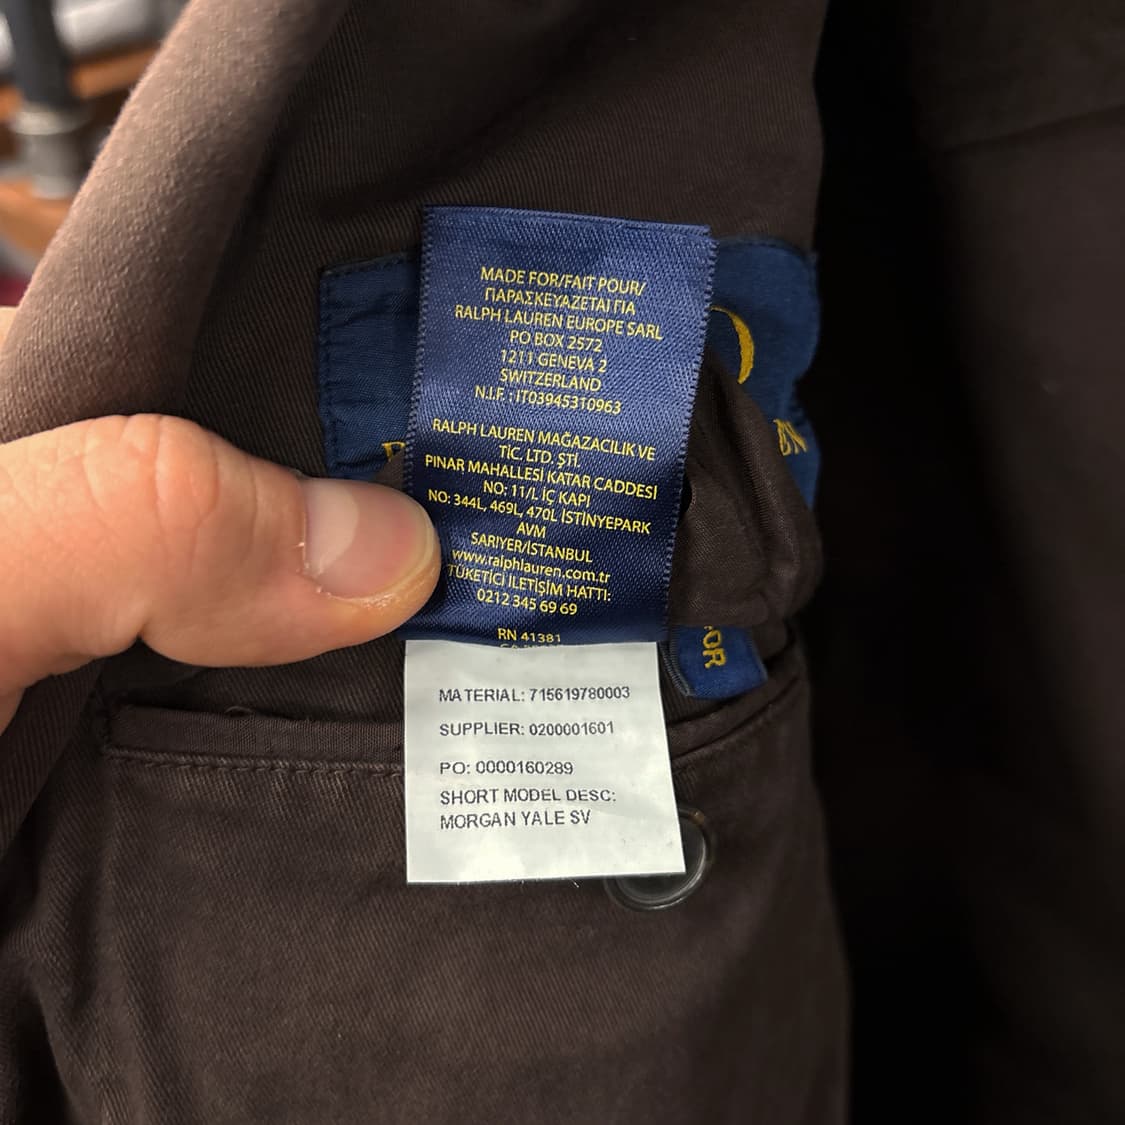 MADE FOR/FAIT POUR/
ΠΑΡΑΣΚΕΥΑΖΕΤΑΙ ΓΙΑ
RALPH LAUREN EUROPE SARL
PO BOX 2572
1211 GENEVA 2
SWITZERLAND
N.I.F. : IT03945310963
RALPH LAUREN MAĞAZACILIK VE
TİC. LTD. ŞTİ.
PINAR MAHALLESİ KATAR CADDESİ
NO: 11/L İÇ KAPI
NO: 344L, 469L, 470L İSTİNYEPARK
AVM
SARIYER/İSTANBUL
www.ralphlauren.com.tr
TÜKETİCİ İLETİŞİM HATTI:
0212 345 69 69
RN 41381
MATERIAL: 715619780003
SUPPLIER: 0200001601
PO: 0000160289
SHORT MODEL DESC:
MORGAN YALE SV